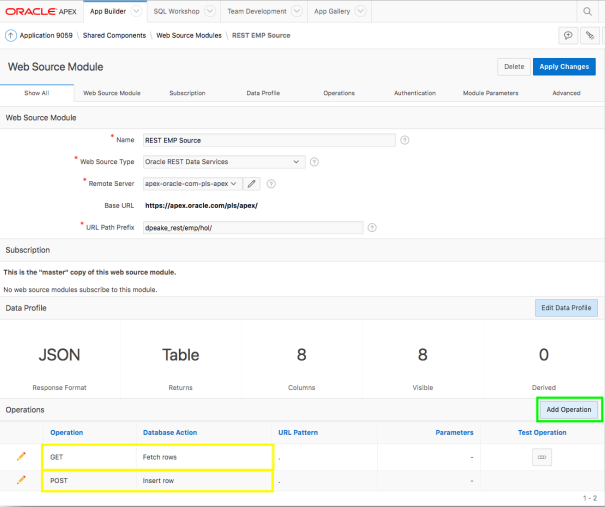 ORACLE APEX App Builder SQL Workshop Team Development App Gallery
Application 9059 \ Shared Components \ Web Source Modules \ REST EMP Source
Web Source Module Delete Apply Changes
Show All Web Source Module Subscription Data Profile Operations Authentication Module Parameters Advanced
Web Source Module
* Name REST EMP Source ?
* Web Source Type Oracle REST Data Services ?
* Remote Server apex-oracle-com-pls-apex ?
Base URL https://apex.oracle.com/pls/apex/
* URL Path Prefix dpeake_rest/emp/hol/ ?
Subscription
This is the "master" copy of this web source module.
No web source modules subscribe to this module.
Data Profile Edit Data Profile
JSON Table 8 8 0
Response Format Returns Columns Visible Derived
Operations Add Operation
Operation Database Action URL Pattern Parameters Test Operation
GET Fetch rows . -
POST Insert row . -
1 - 2